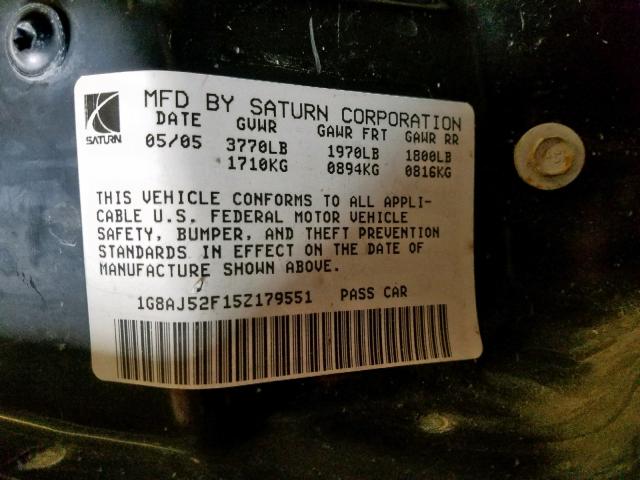 MFD BY SATURN CORPORATION
SATURN
DATE GVWR GAWR FRT GAWR RR
05/05 3770LB 1970LB 1800LB
1710KG 0894KG 0816KG
THIS VEHICLE CONFORMS TO ALL APPLI-
CABLE U.S. FEDERAL MOTOR VEHICLE
SAFETY, BUMPER, AND THEFT PREVENTION
STANDARDS IN EFFECT ON THE DATE OF
MANUFACTURE SHOWN ABOVE.
1G8AJ52F15Z179551 PASS CAR